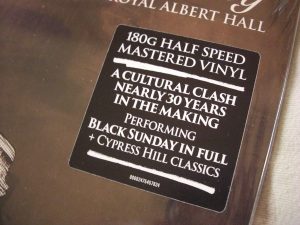 ROYAL ALBERT HALL
180G HALF SPEED
MASTERED VINYL
A CULTURAL CLASH
NEARLY 30 YEARS
IN THE MAKING
PERFORMING
BLACK SUNDAY IN FULL
+ CYPRESS HILL CLASSICS